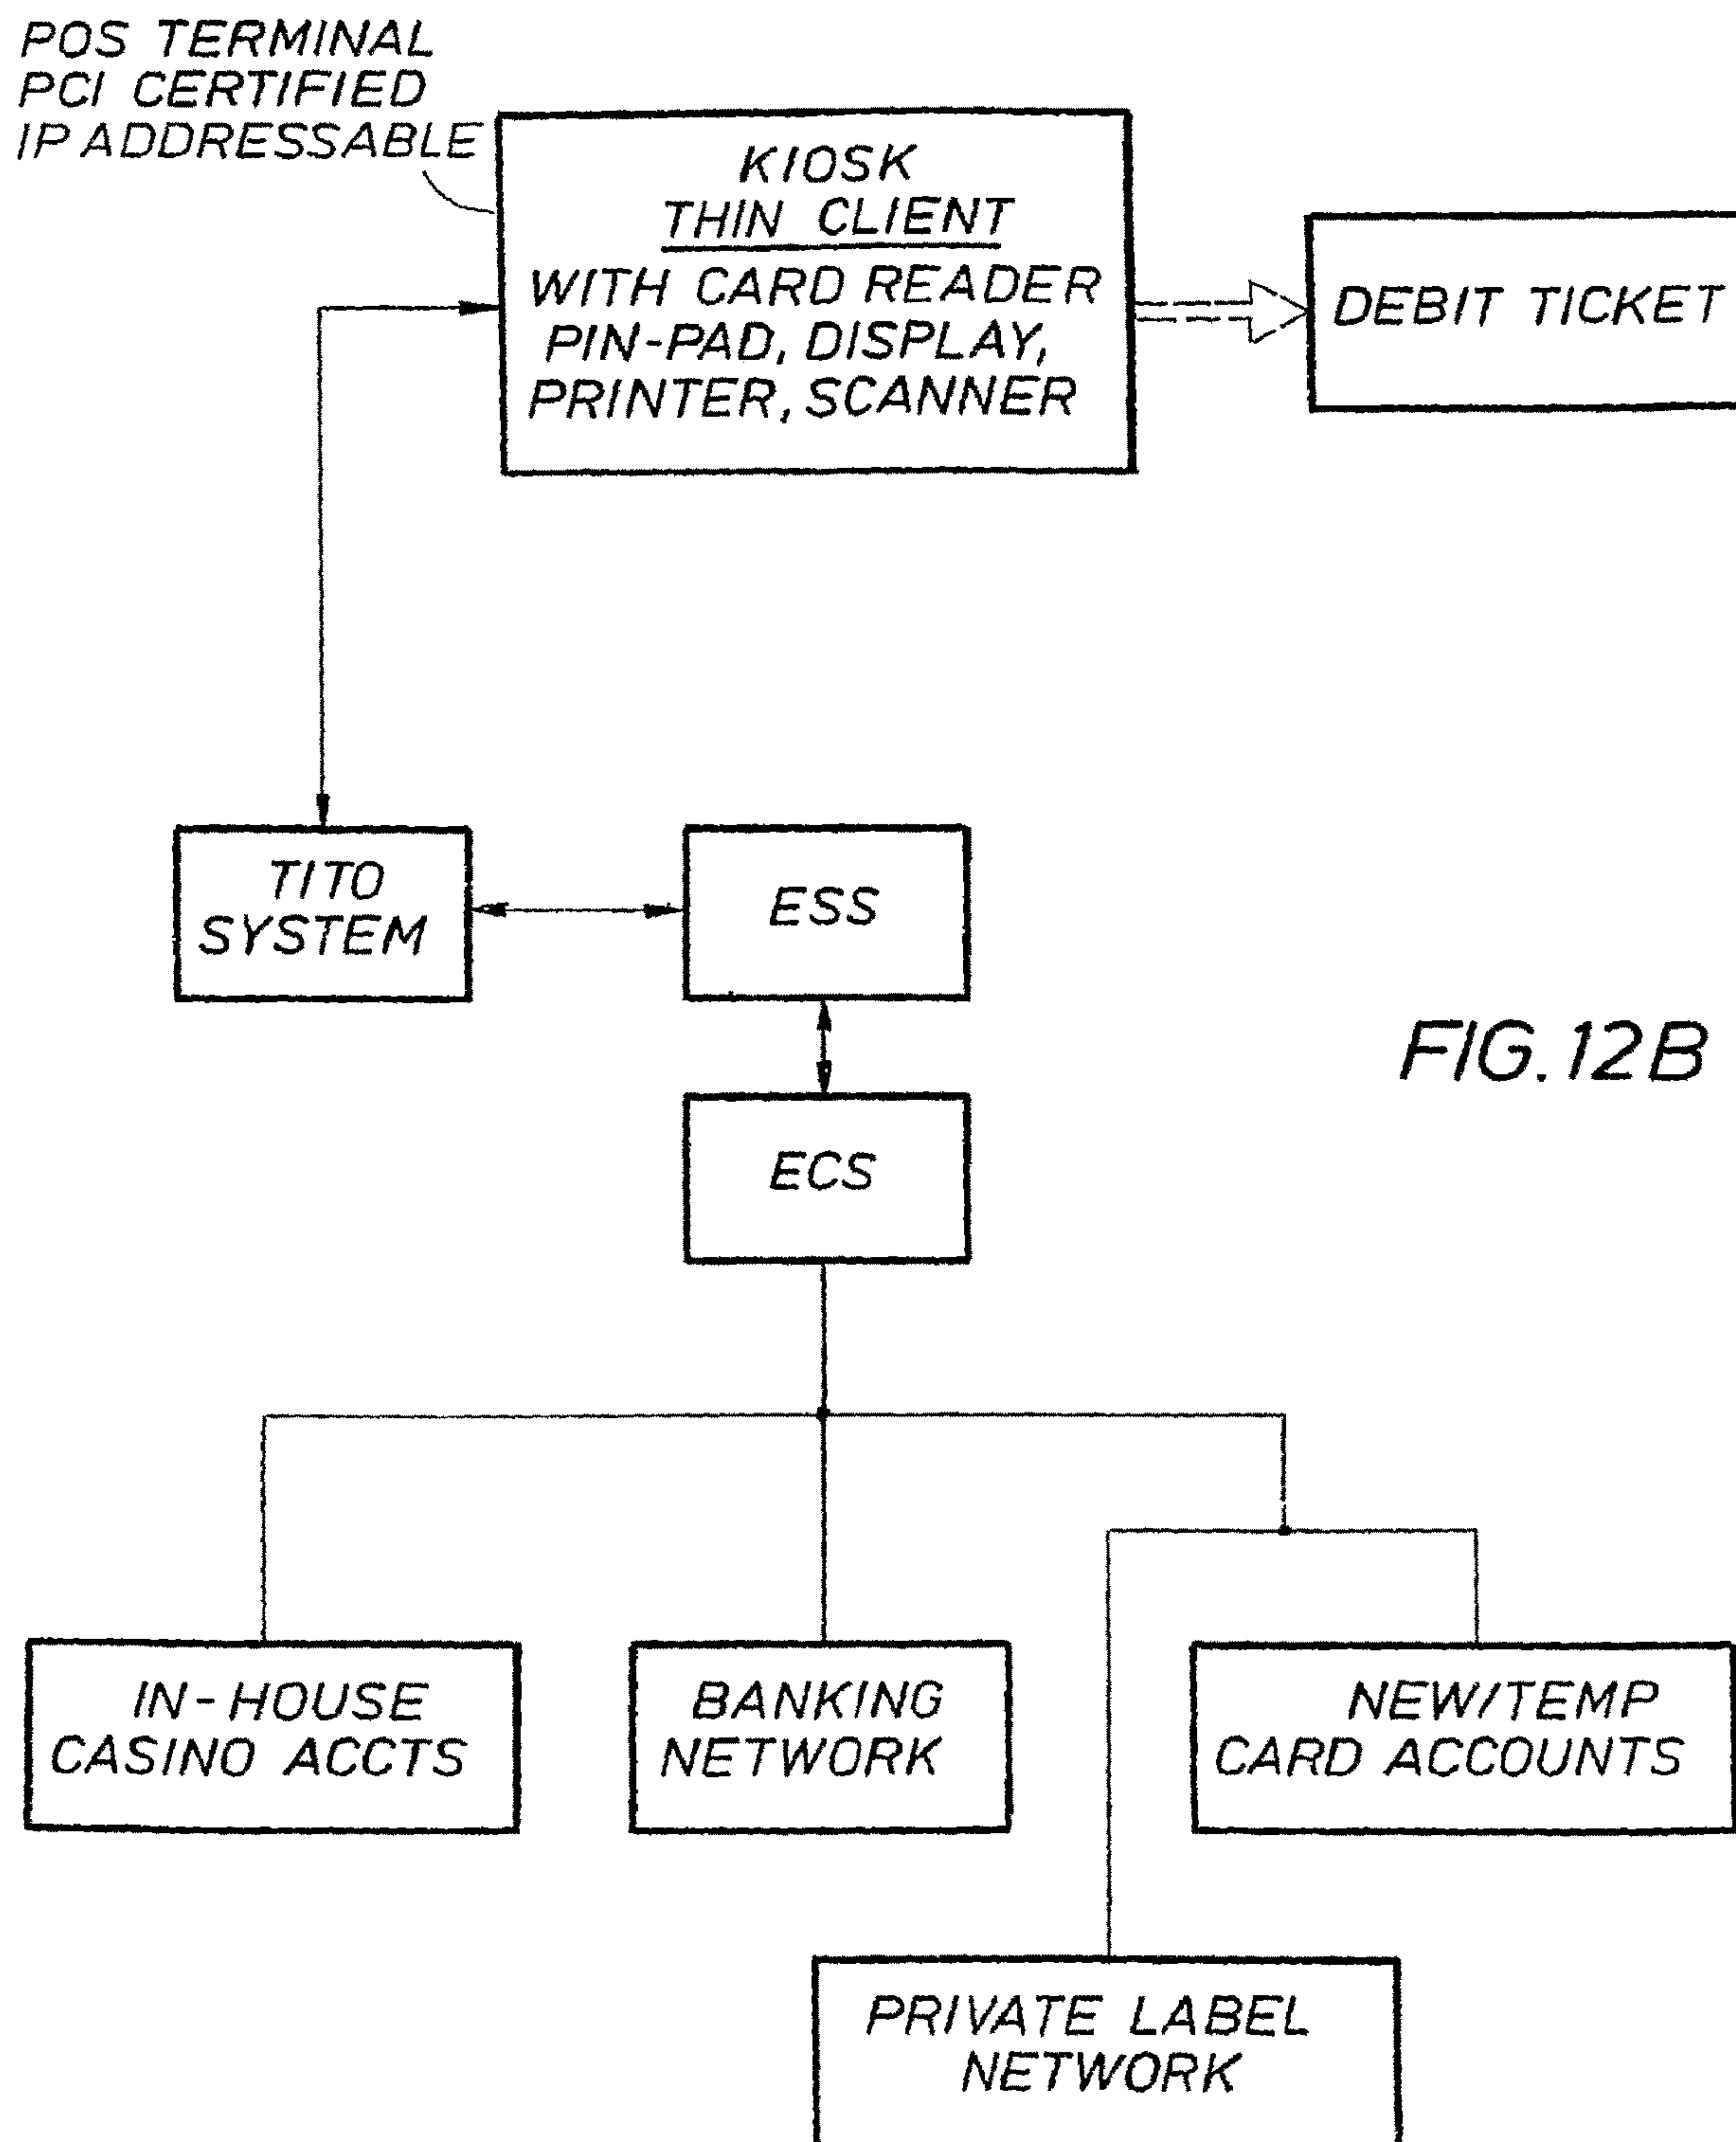 POS TERMINAL
PCI CERTIFIED
IP ADDRESSABLE
KIOSK
THIN CLIENT
WITH CARD READER
PIN-PAD, DISPLAY,
PRINTER, SCANNER
DEBIT TICKET
TITO
SYSTEM
ESS
FIG. 12B
ECS
IN-HOUSE
CASINO ACCTS
BANKING
NETWORK
NEW/TEMP
CARD ACCOUNTS
PRIVATE LABEL
NETWORK